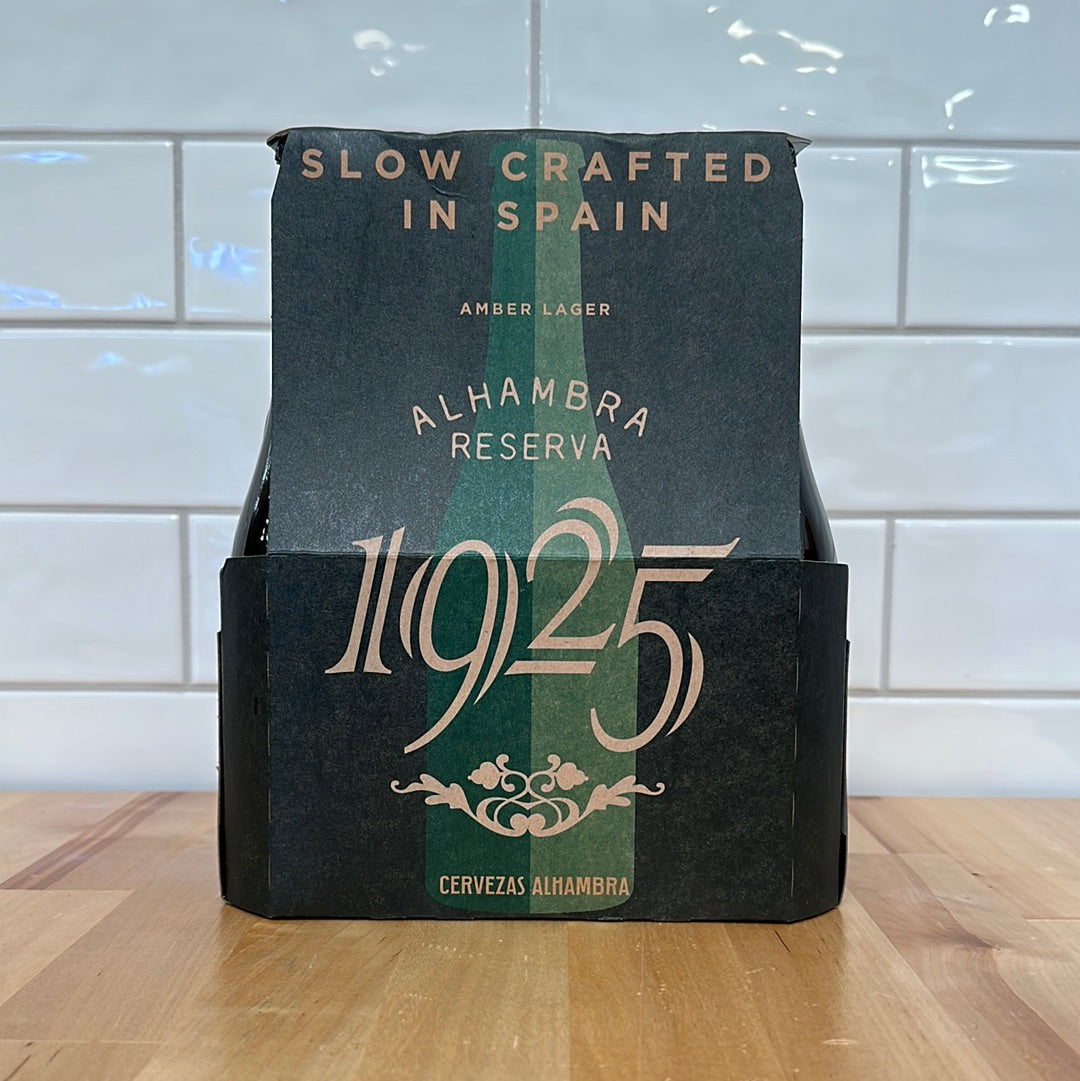 SLOW CRAFTED
IN SPAIN
AMBER LAGER
ALHAMBRA
RESERVA
1925
CERVEZAS ALHAMBRA